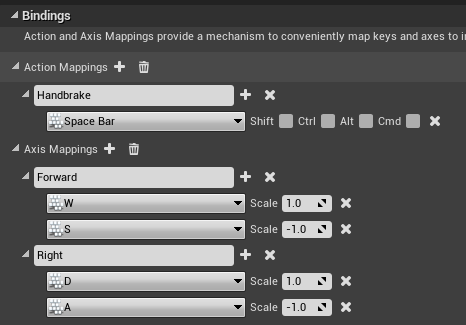 Bindings
Action and Axis Mappings provide a mechanism to conveniently map keys and axes to i
Action Mappings
Handbrake
Space Bar Shift Ctrl Alt Cmd
Axis Mappings
Forward
W Scale 1.0
S Scale -1.0
Right
D Scale 1.0
A Scale -1.0